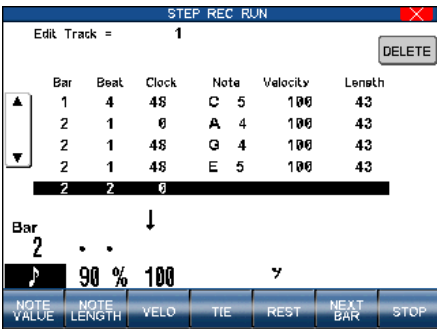 STEP REC RUN
Edit Track = 1
DELETE
Bar Beat Clock Note Velocity Length
1 4 48 C 5 100 43
2 1 0 A 4 100 43
2 1 48 G 4 100 43
2 1 48 E 5 100 43
2 2 0
Bar
2
90 % 100
NOTE VALUE NOTE LENGTH VELO TIE REST NEXT BAR STOP